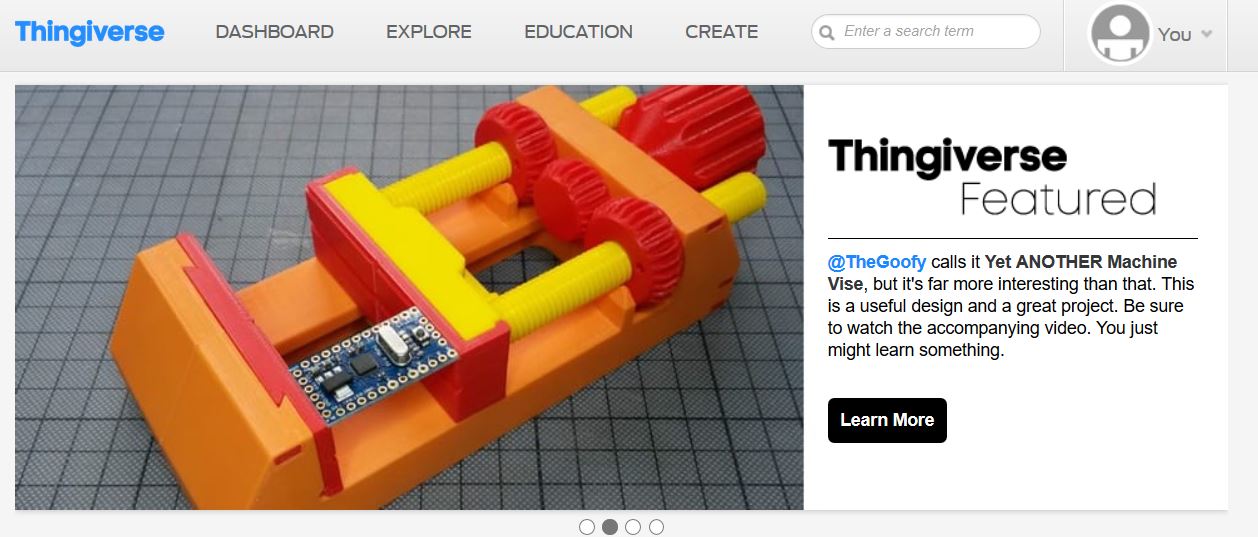 Thingiverse
DASHBOARD
EXPLORE
EDUCATION
CREATE
Enter a search term
You
Thingiverse
Featured
@TheGoofy calls it Yet ANOTHER Machine
Vise, but it's far more interesting than that. This
is a useful design and a great project. Be sure
to watch the accompanying video. You just
might learn something.
Learn More